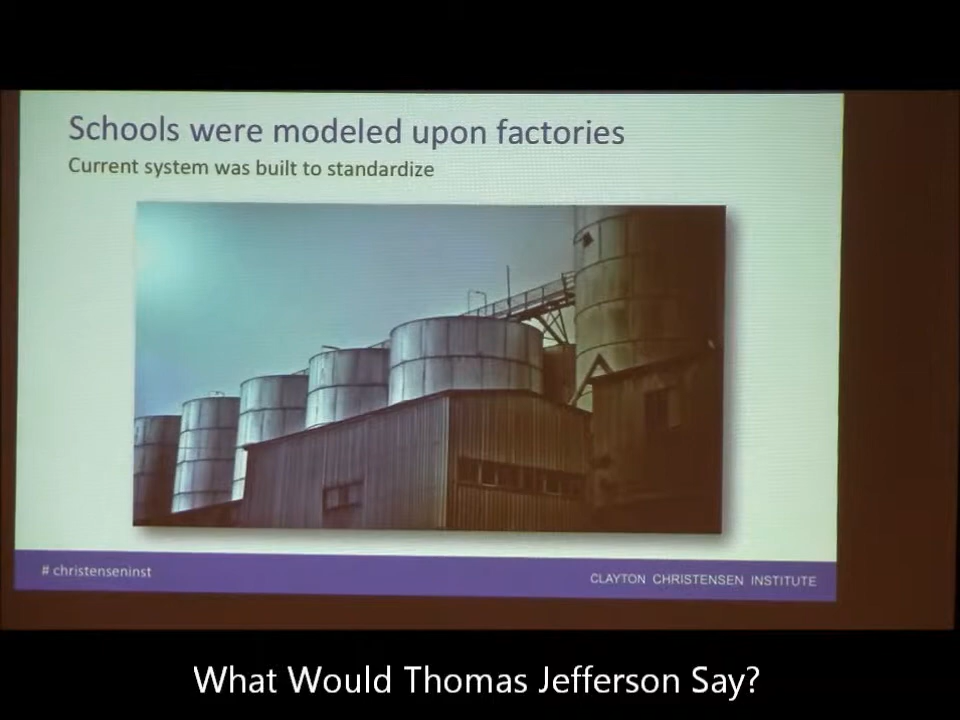 Schools were modeled upon factories
Current system was built to standardize
# christenseninst
CLAYTON CHRISTENSEN INSTITUTE
What Would Thomas Jefferson Say?